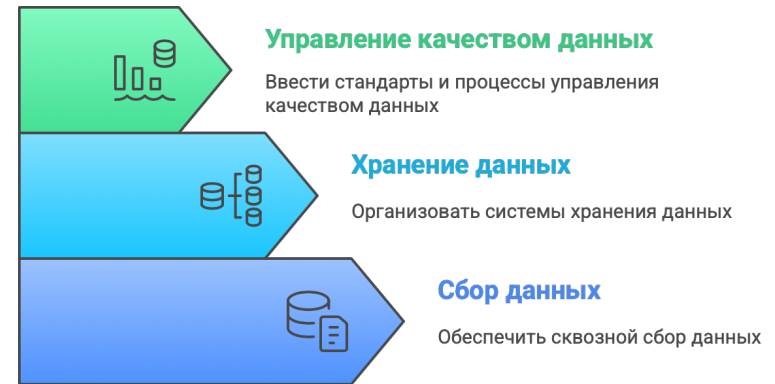 Управление качеством данных
Ввести стандарты и процессы управления
качеством данных
Хранение данных
Организовать системы хранения данных
Сбор данных
Обеспечить сквозной сбор данных